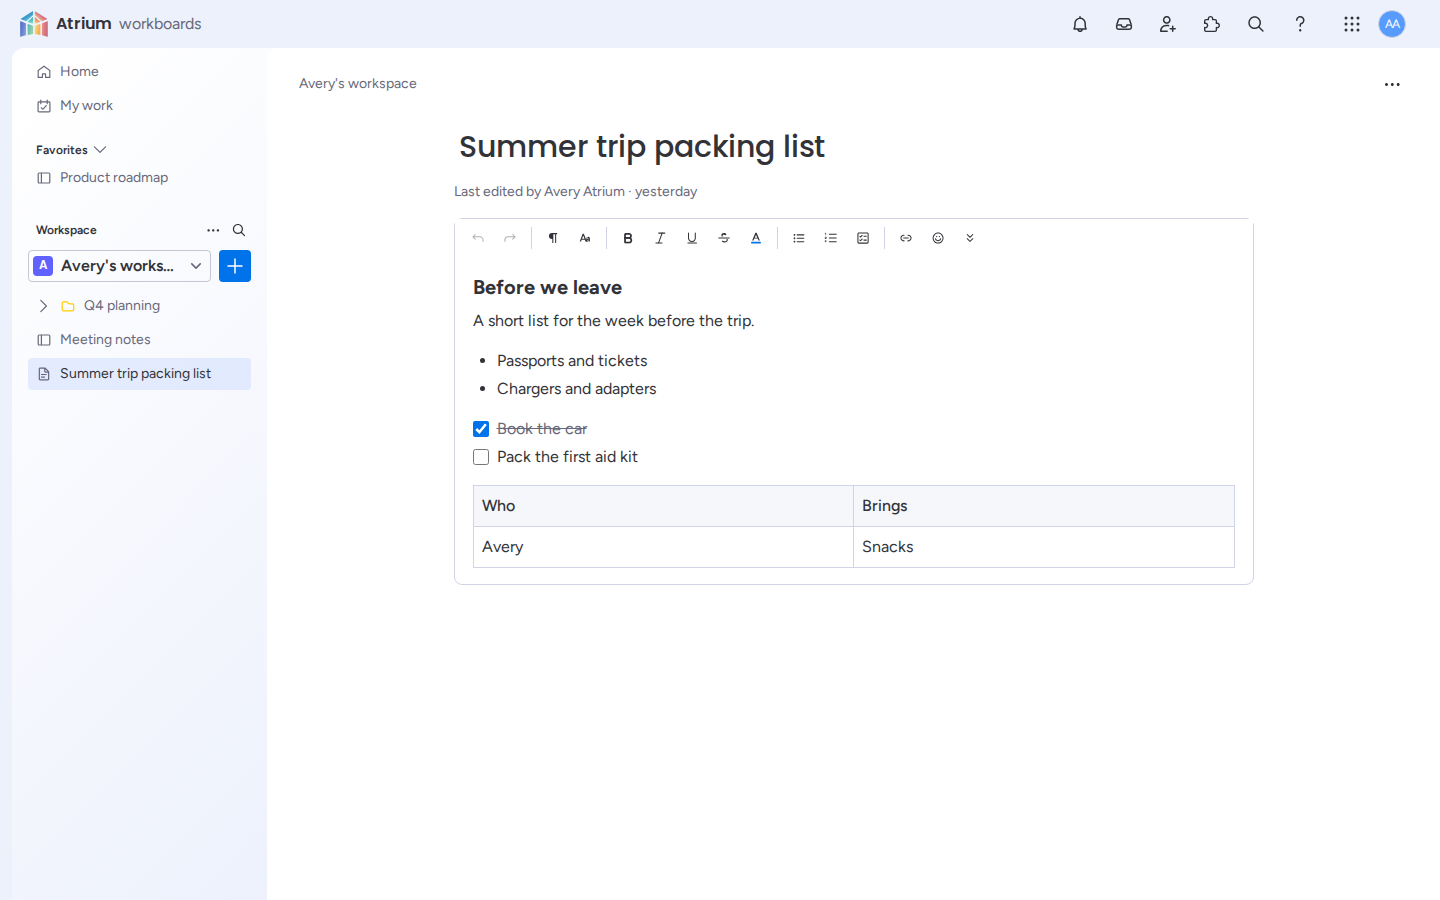 Atrium workboards
AA
Home
My work
Favorites
Product roadmap
Workspace
A Avery's works...
Q4 planning
Meeting notes
Summer trip packing list
Avery's workspace
Summer trip packing list
Last edited by Avery Atrium · yesterday
Before we leave
A short list for the week before the trip.
Passports and tickets
Chargers and adapters
Book the car
Pack the first aid kit
Who Brings
Avery Snacks